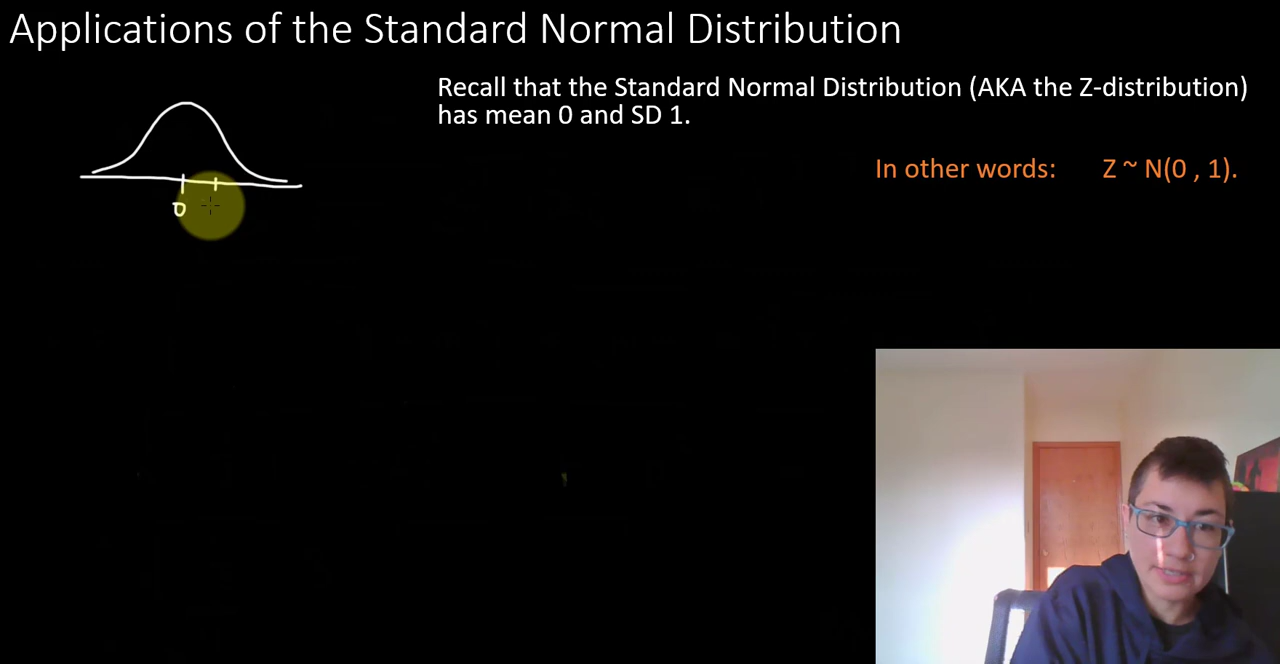 Applications of the Standard Normal Distribution
Recall that the Standard Normal Distribution (AKA the Z-distribution)
has mean 0 and SD 1.
In other words: Z ~ N(0 , 1).
0